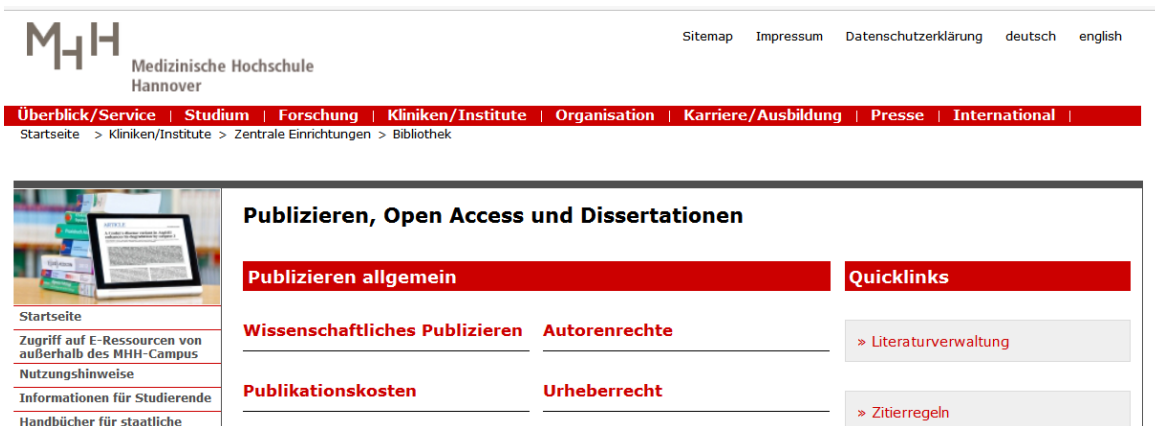 MHH
Medizinische Hochschule
Hannover
Sitemap Impressum Datenschutzerklärung deutsch english
Überblick/Service | Studium | Forschung | Kliniken/Institute | Organisation | Karriere/Ausbildung | Presse | International |
Startseite > Kliniken/Institute > Zentrale Einrichtungen > Bibliothek
ARTICLE
Publizieren, Open Access und Dissertationen
Publizieren allgemein
Wissenschaftliches Publizieren Autorenrechte
Publikationskosten Urheberrecht
Quicklinks
» Literaturverwaltung
» Zitierregeln
Startseite
Zugriff auf E-Ressourcen von
außerhalb des MHH-Campus
Nutzungshinweise
Informationen für Studierende
Handbücher für staatliche